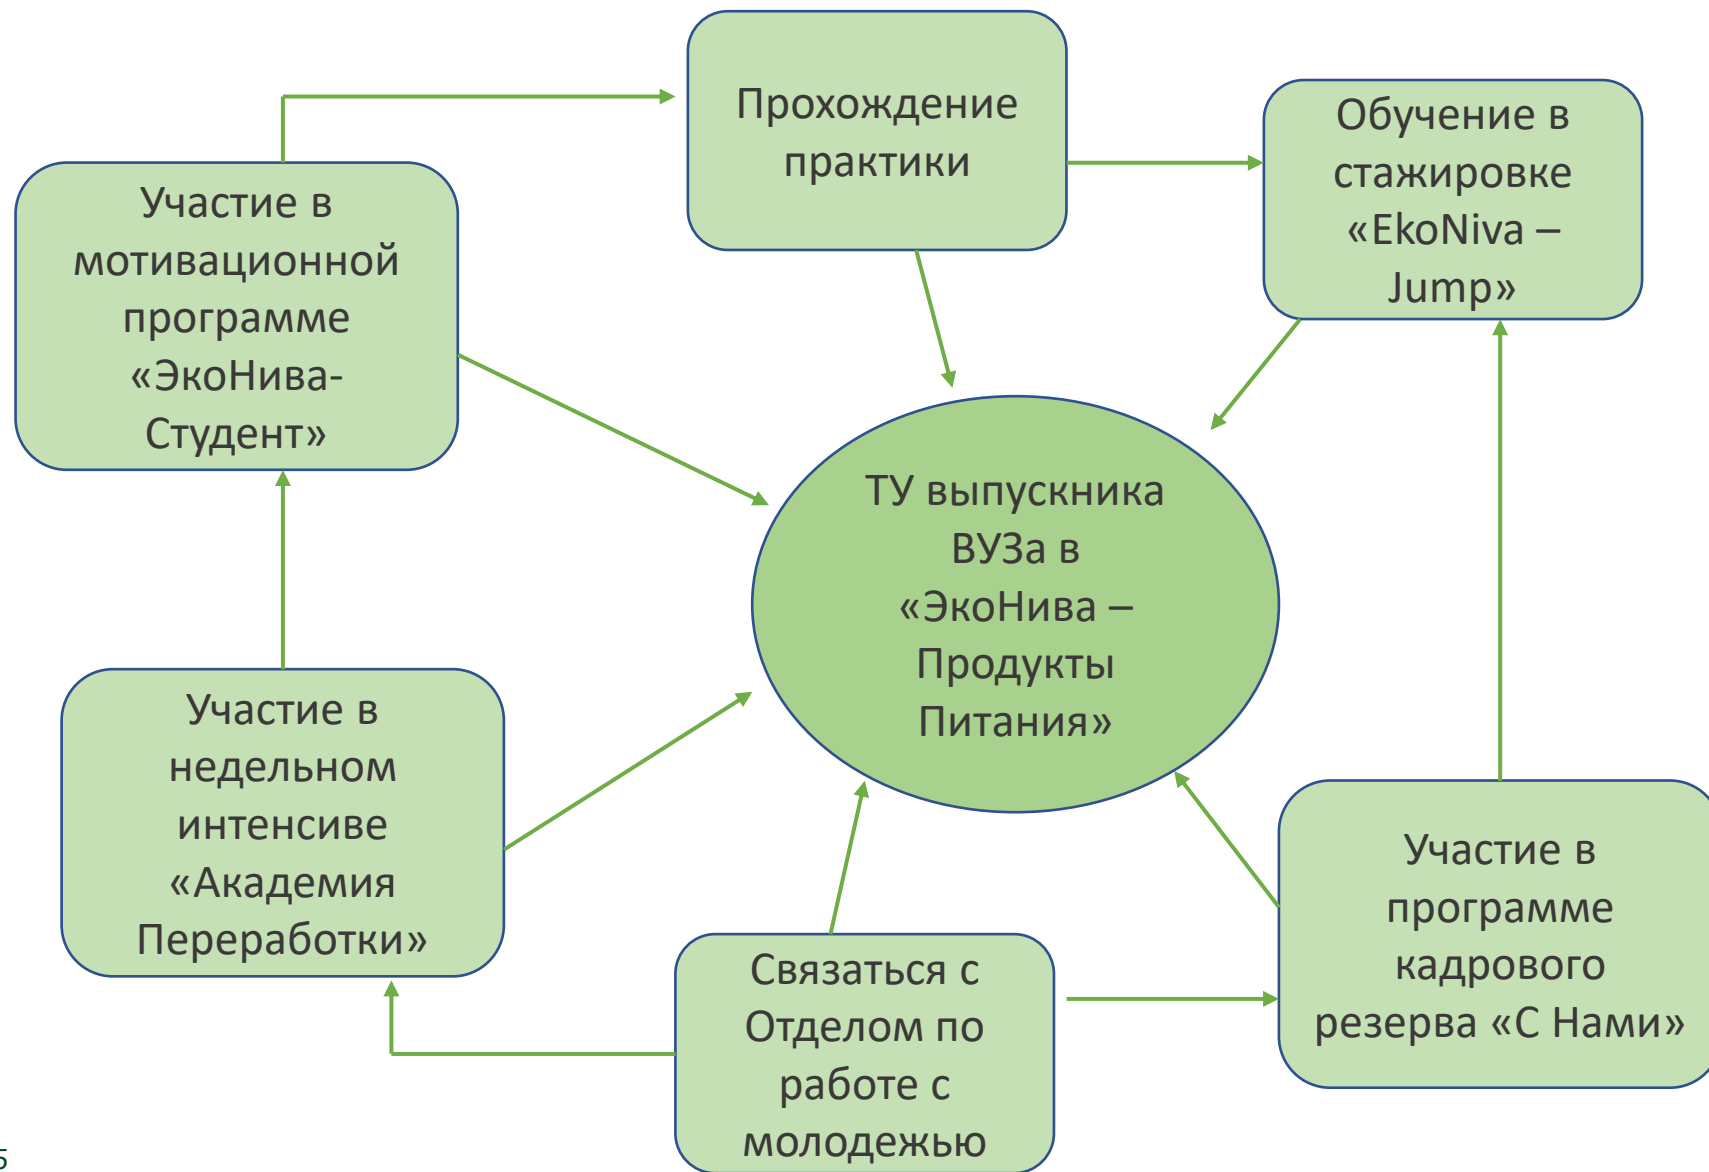 Прохождение
практики
Обучение в
стажировке
«EkoNiva –
Jump»
Участие в
мотивационной
программе
«ЭкоНива-
Студент»
ТУ выпускника
ВУЗа в
«ЭкоНива –
Продукты
Питания»
Участие в
недельном
интенсиве
«Академия
Переработки»
Участие в
программе
кадрового
резерва «С Нами»
Связаться с
Отделом по
работе с
молодежью
5